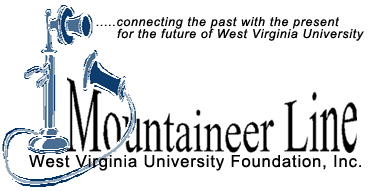 .....connecting the past with the present
for the future of West Virginia University
Mountaineer Line
West Virginia University Foundation, Inc.